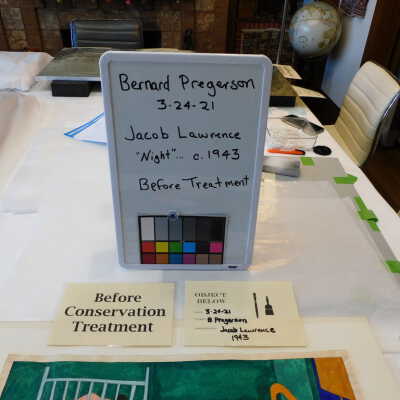 Bernard Pregerson
3-24-21
Jacob Lawrence
"Night"... c. 1943
Before Treatment
Before
Conservation
Treatment
OBJECT
BELOW
3-24-21
B Pregerson
Jacob Lawrence
1943